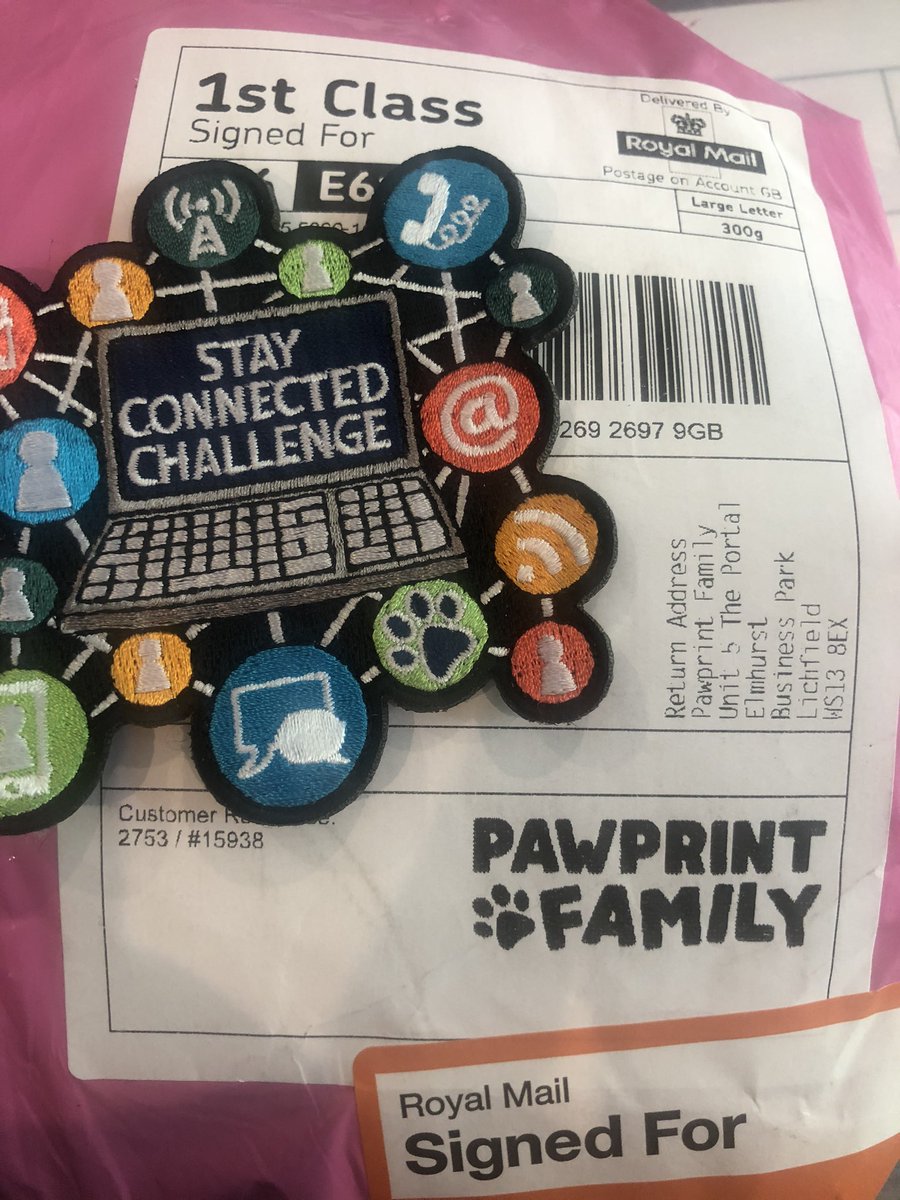 1st Class
Signed For
Delivered By
Royal Mail
Postage on Account GB
Large Letter
300g
STAY
CONNECTED
CHALLENGE
@
269 2697 9GB
Return Address
Pawprint Family
Unit 5 The Portal
Elmhurst
Business Park
Lichfield
WS13 8EX
Customer
2753 / #15938
PAWPRINT
FAMILY
Royal Mail
Signed For